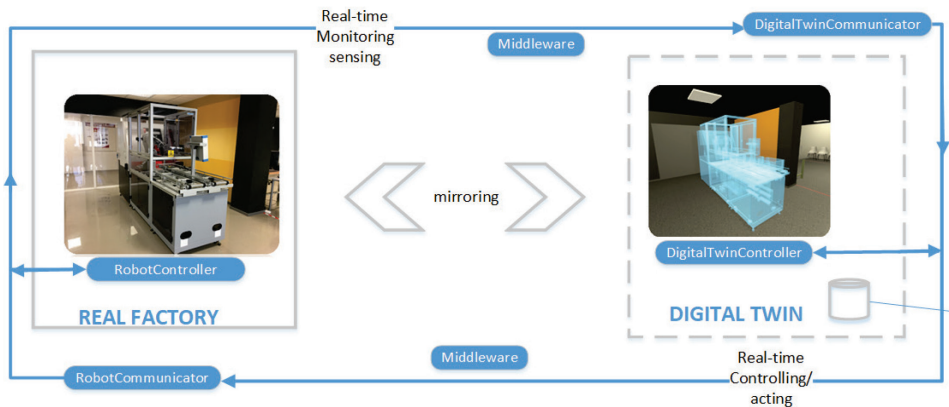 Real-time
Monitoring
sensing
Middleware
DigitalTwinCommunicator
mirroring
RobotController
DigitalTwinController
REAL FACTORY
DIGITAL TWIN
RobotCommunicator
Middleware
Real-time
Controlling/
acting